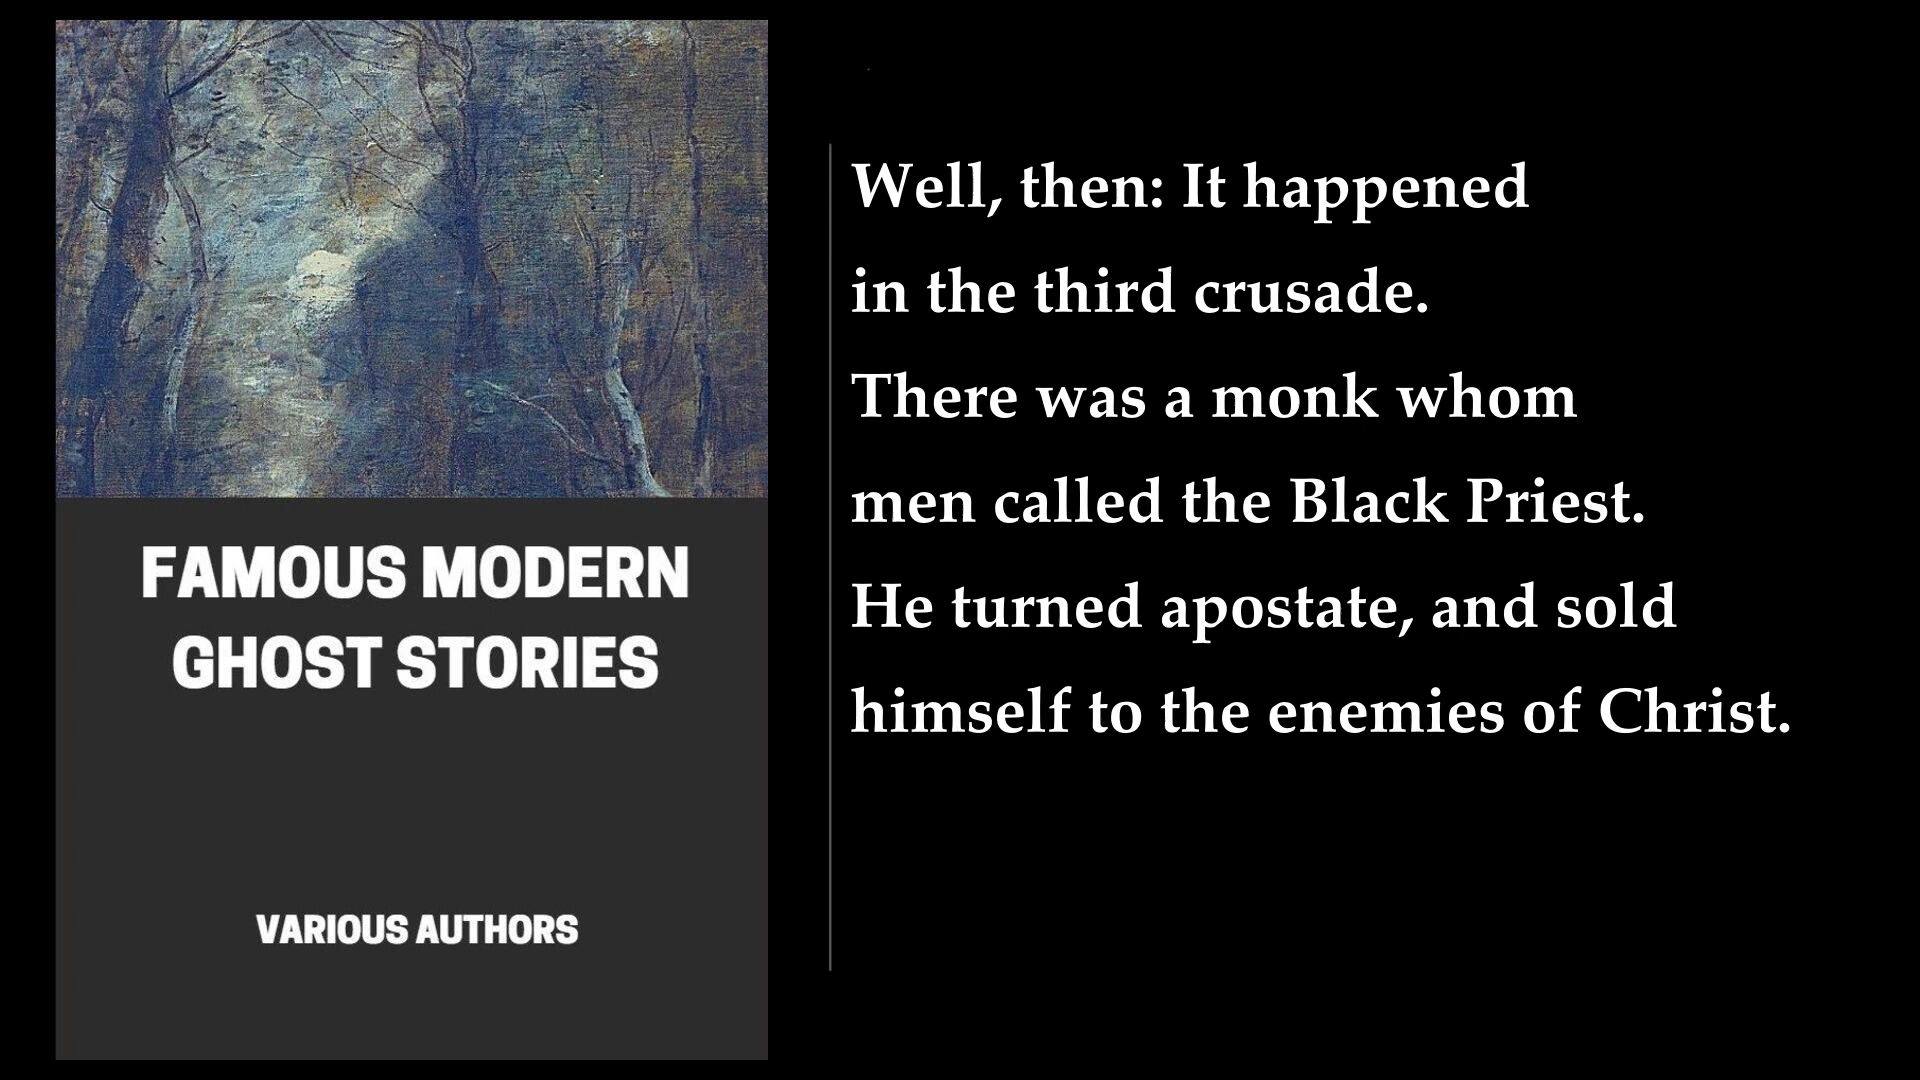 FAMOUS MODERN
GHOST STORIES
VARIOUS AUTHORS
Well, then: It happened
in the third crusade.
There was a monk whom
men called the Black Priest.
He turned apostate, and sold
himself to the enemies of Christ.